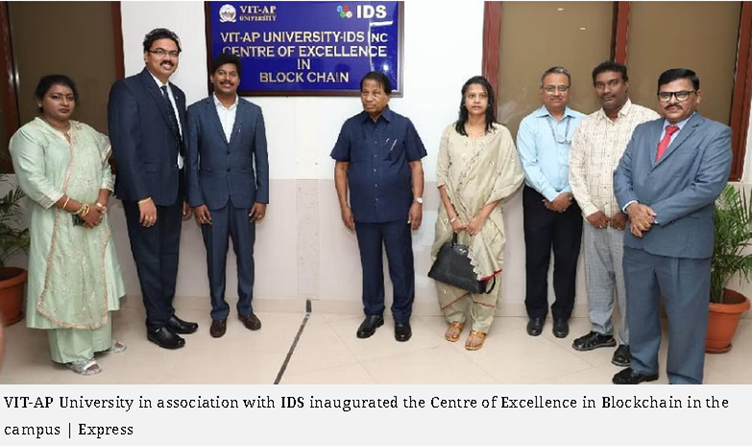 VIT-AP
UNIVERSITY
IDS
VIT-AP UNIVERSITY-IDS INC
CENTRE OF EXCELLENCE
IN
BLOCK CHAIN
VIT-AP University in association with IDS inaugurated the Centre of Excellence in Blockchain in the
campus | Express